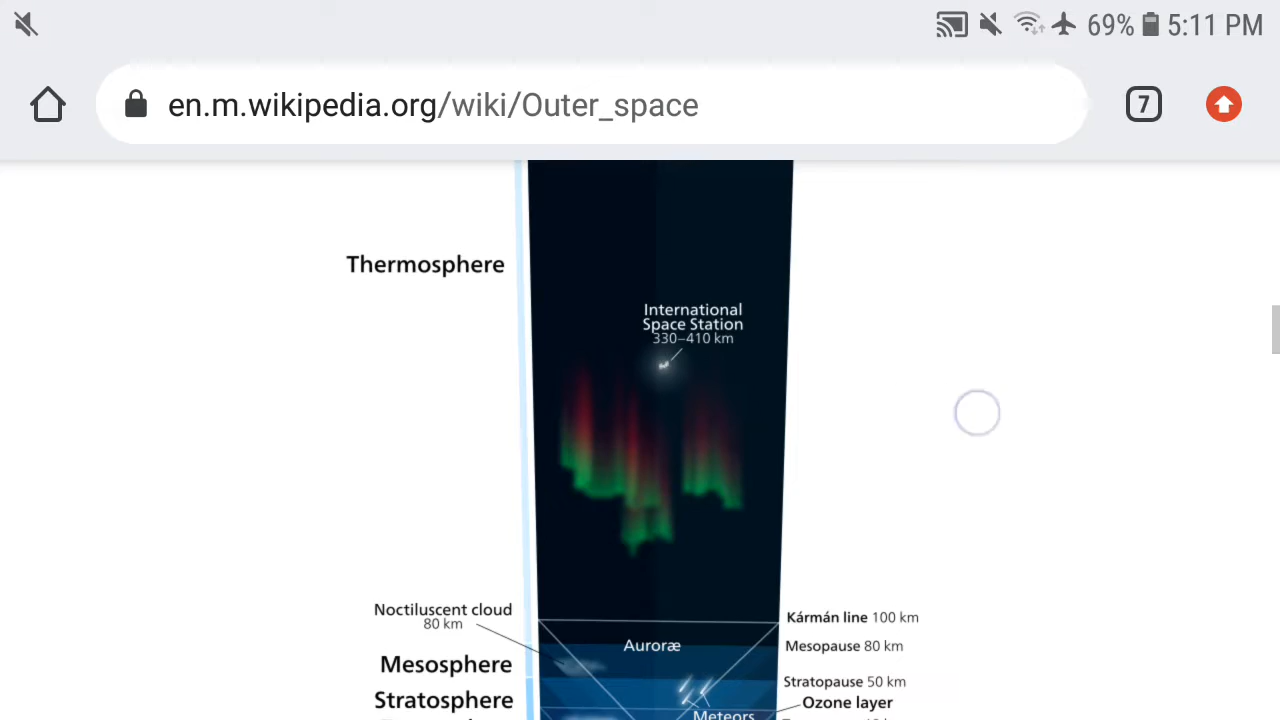 69% 5:11 PM
en.m.wikipedia.org/wiki/Outer_space
7
Thermosphere
International
Space Station
330–410 km
Noctiluscent cloud
80 km
Kármán line 100 km
Auroræ
Mesopause 80 km
Mesosphere
Stratopause 50 km
Stratosphere
Ozone layer
Meteors